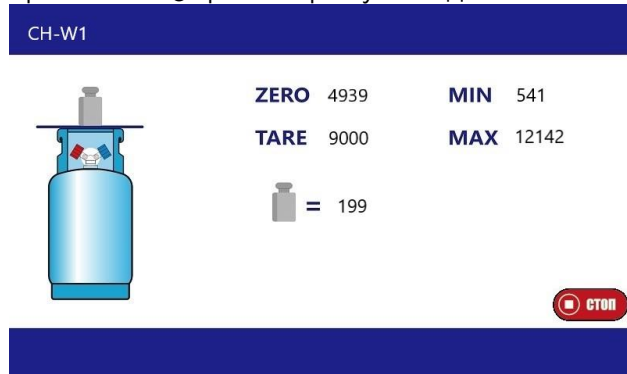 CH-W1
ZERO 4939 MIN 541
TARE 9000 MAX 12142
= 199
СТОП